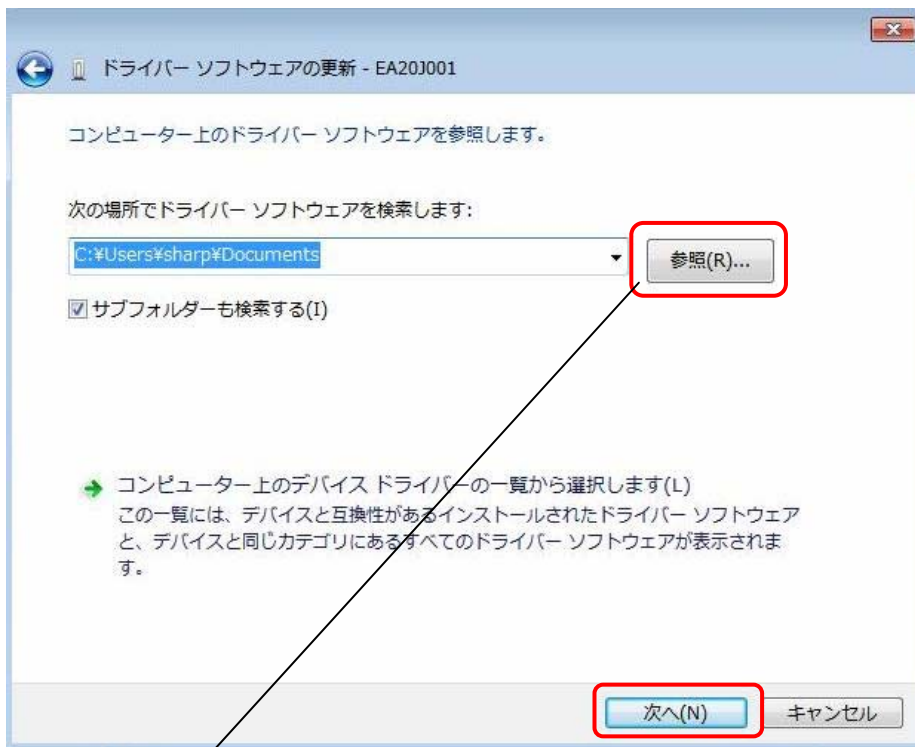 ドライバー ソフトウェアの更新 - EA20J001
コンピューター上のドライバー ソフトウェアを参照します。
次の場所でドライバー ソフトウェアを検索します:
C:¥Users¥sharp¥Documents
参照(R)...
サブフォルダーも検索する(I)
コンピューター上のデバイス ドライバーの一覧から選択します(L)
この一覧には、デバイスと互換性があるインストールされたドライバー ソフトウェア
と、デバイスと同じカテゴリにあるすべてのドライバー ソフトウェアが表示されま
す。
次へ(N)
キャンセル